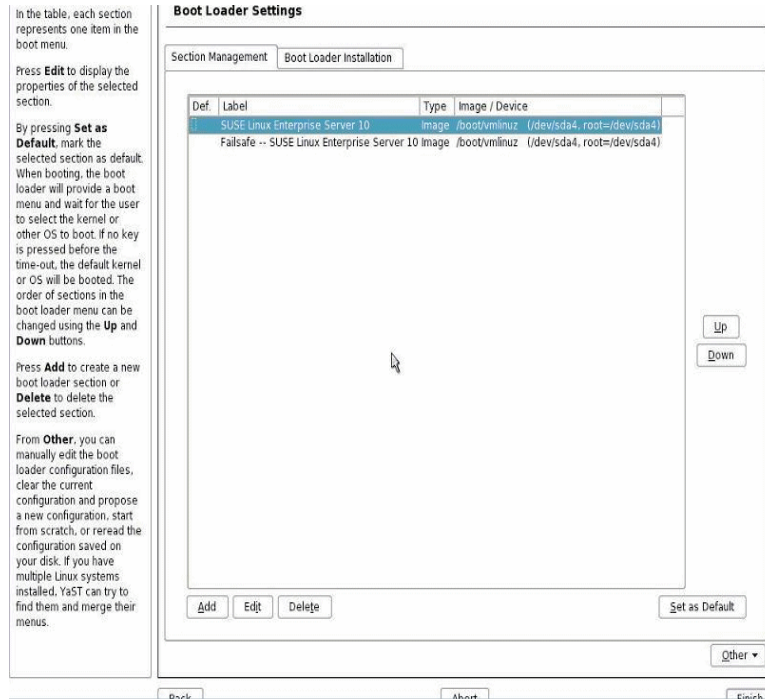 In the table, each section
represents one item in the
boot menu.
Press Edit to display the
properties of the selected
section.
By pressing Set as
Default, mark the
selected section as default.
When booting, the boot
loader will provide a boot
menu and wait for the user
to select the kernel or
other OS to boot. If no key
is pressed before the
time-out, the default kernel
or OS will be booted. The
order of sections in the
boot loader menu can be
changed using the Up and
Down buttons.
Press Add to create a new
boot loader section or
Delete to delete the
selected section.
From Other, you can
manually edit the boot
loader configuration files,
clear the current
configuration and propose
a new configuration, start
from scratch, or reread the
configuration saved on
your disk. If you have
multiple Linux systems
installed, YaST can try to
find them and merge their
menus.
Boot Loader Settings
Section Management Boot Loader Installation
Def. Label Type Image / Device
SUSE Linux Enterprise Server 10 Image /boot/vmlinuz (/dev/sda4, root=/dev/sda4)
Failsafe -- SUSE Linux Enterprise Server 10 Image /boot/vmlinuz (/dev/sda4, root=/dev/sda4)
Up
Down
Add Edit Delete Set as Default
Other
Back Abort Finish